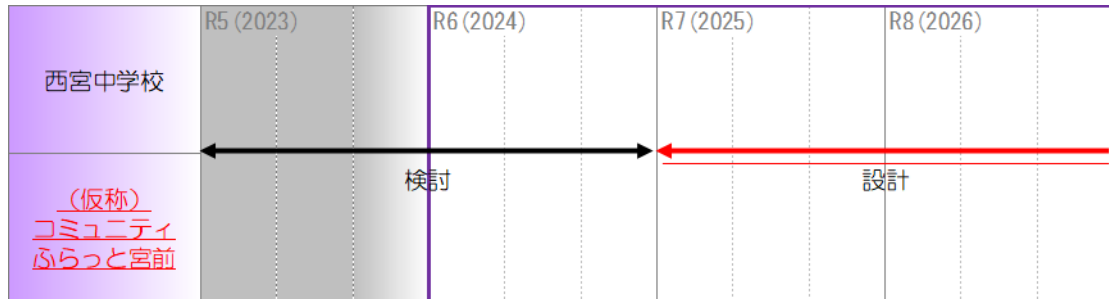 R5(2023)
R6(2024)
R7(2025)
R8(2026)
西宮中学校
検討
設計
（仮称）
コミュニティ
ふらっと宮前